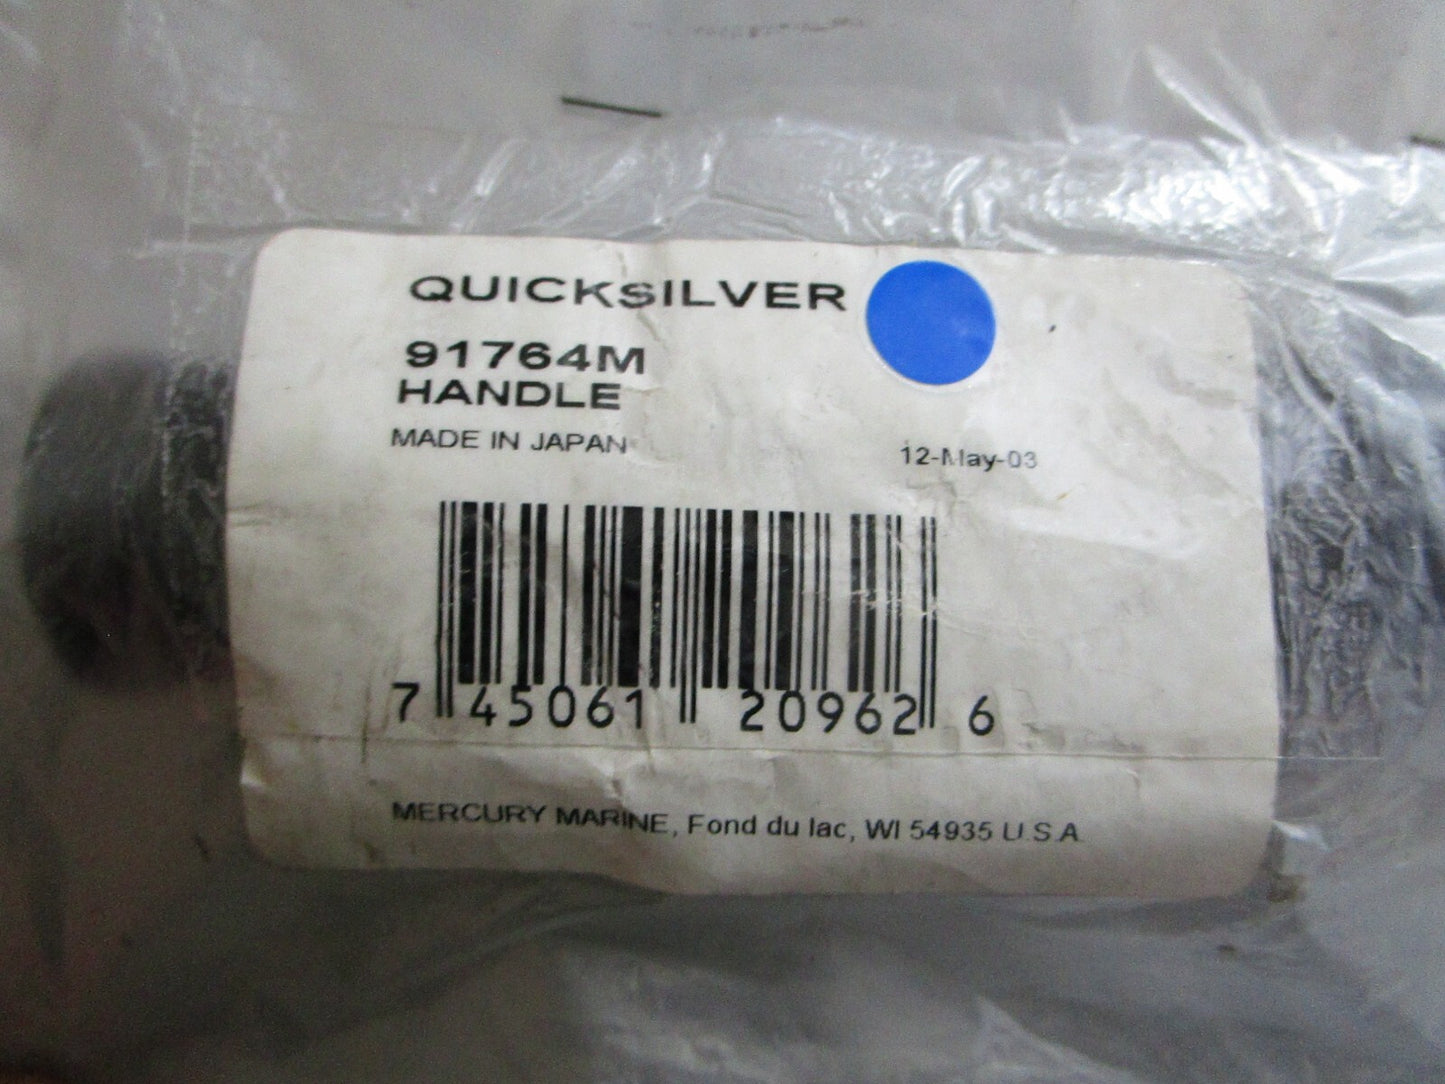 QUICKSILVER
91764M
HANDLE
MADE IN JAPAN
12-May-03
7 45061 20962 6
MERCURY MARINE, Fond du lac, WI 54935 U.S.A